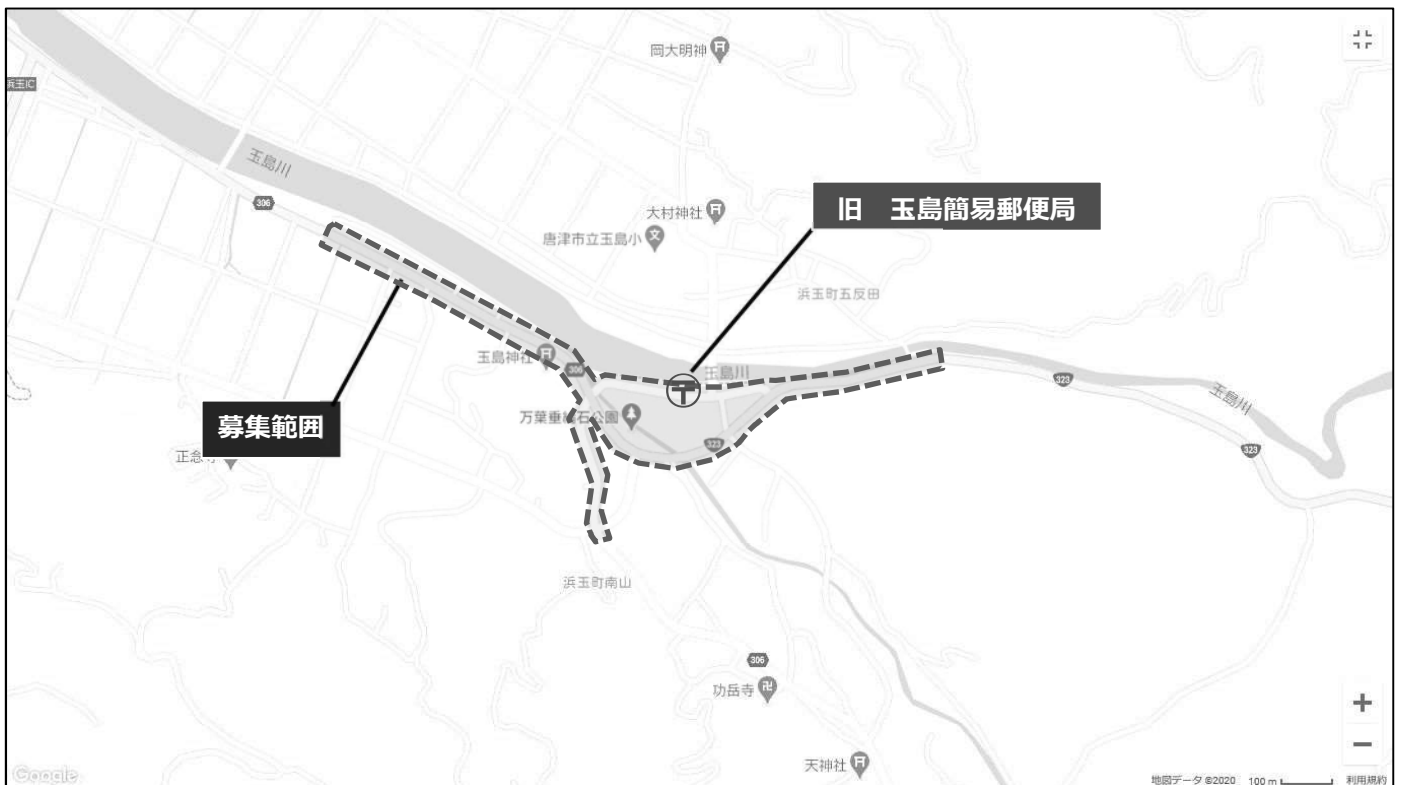 岡大明神
浜玉IC
玉島川
306
大村神社
旧 玉島簡易郵便局
唐津市立玉島小
文
浜玉町五反田
玉島神社
306
玉島川
323
玉島川
募集範囲
万葉垂綸石公園
323
323
正念寺
浜玉町南山
306
功岳寺
天神社
Google
地図データ ©2020
100 m
利用規約